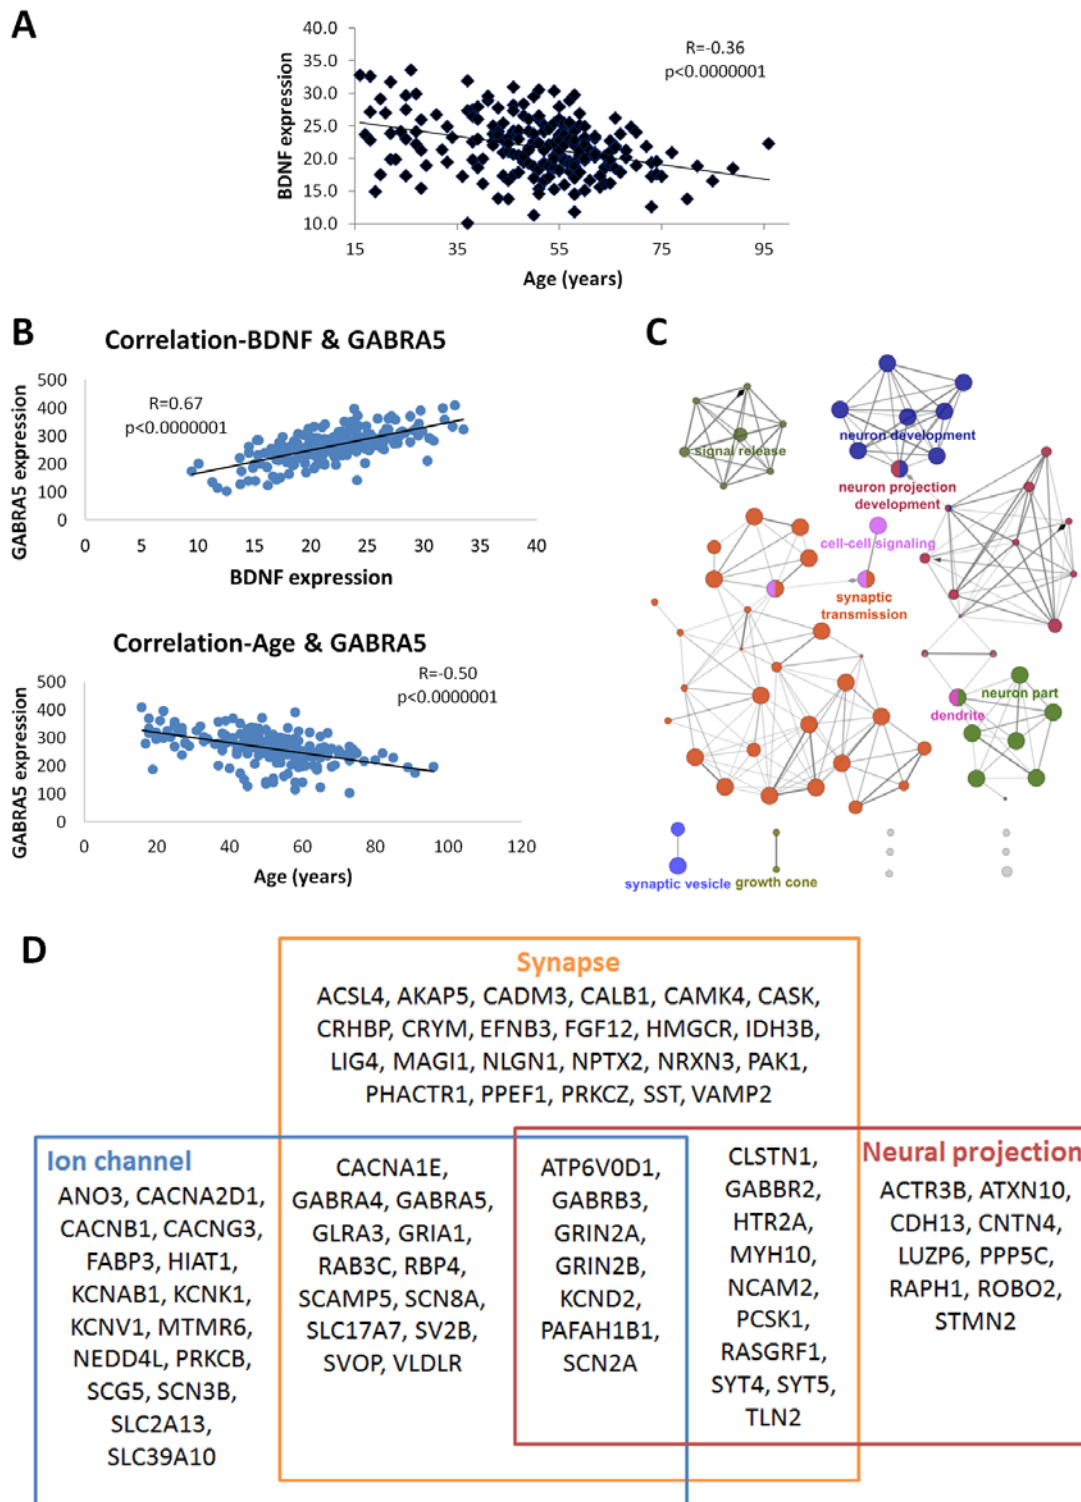 A
40.0
35.0
30.0
25.0
20.0
15.0
10.0
BDNF expression
R=-0.36
p<0.0000001
15 35 55 75 95
Age (years)
B
Correlation-BDNF & GABRA5
500
400
300
200
100
0
GABRA5 expression
R=0.67
p<0.0000001
0 5 10 15 20 25 30 35 40
BDNF expression
Correlation-Age & GABRA5
R=-0.50
p<0.0000001
500
400
300
200
100
0
GABRA5 expression
0 20 40 60 80 100 120
Age (years)
C
signal release
neuron development
neuron projection
development
cell-cell signaling
synaptic
transmission
neuron part
dendrite
synaptic vesicle
growth cone
D
Synapse
ACSL4, AKAP5, CADM3, CALB1, CAMK4, CASK,
CRHBP, CRYM, EFNB3, FGF12, HMGCR, IDH3B,
LIG4, MAGI1, NLGN1, NPTX2, NRXN3, PAK1,
PHACTR1, PPEF1, PRKCZ, SST, VAMP2
Ion channel
ANO3, CACNA2D1,
CACNB1, CACNG3,
FABP3, HIAT1,
KCNAB1, KCNK1,
KCNV1, MTMR6,
NEDD4L, PRKCB,
SCG5, SCN3B,
SLC2A13,
SLC39A10
CACNA1E,
GABRA4, GABRA5,
GLRA3, GRIA1,
RAB3C, RBP4,
SCAMP5, SCN8A,
SLC17A7, SV2B,
SVOP, VLDLR
ATP6V0D1,
GABRB3,
GRIN2A,
GRIN2B,
KCND2,
PAFAH1B1,
SCN2A
CLSTN1,
GABBR2,
HTR2A,
MYH10,
NCAM2,
PCSK1,
RASGRF1,
SYT4, SYT5,
TLN2
Neural projection
ACTR3B, ATXN10,
CDH13, CNTN4,
LUZP6, PPP5C,
RAPH1, ROBO2,
STMN2